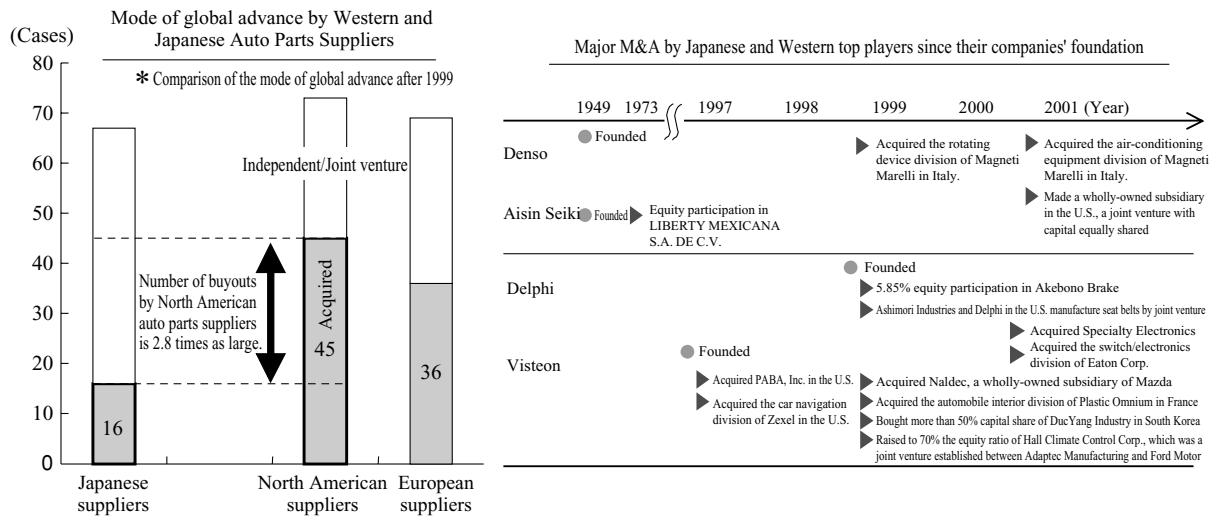 Mode of global advance by Western and
Japanese Auto Parts Suppliers
(Cases)
* Comparison of the mode of global advance after 1999
80
70
60
50
40
30
20
10
0
Independent/Joint venture
Number of buyouts
by North American
auto parts suppliers
is 2.8 times as large.
Acquired
45
36
16
Japanese
suppliers
North American
suppliers
European
suppliers
Major M&A by Japanese and Western top players since their companies' foundation
1949 1973 1997 1998 1999 2000 2001 (Year)
Denso
Founded
Acquired the rotating
device division of Magneti
Marelli in Italy.
Acquired the air-conditioning
equipment division of Magneti
Marelli in Italy.
Made a wholly-owned subsidiary
in the U.S., a joint venture with
capital equally shared
Aisin Seiki
Founded
Equity participation in
LIBERTY MEXICANA
S.A. DE C.V.
Delphi
Founded
5.85% equity participation in Akebono Brake
Ashimori Industries and Delphi in the U.S. manufacture seat belts by joint venture
Acquired Specialty Electronics
Acquired the switch/electronics
division of Eaton Corp.
Visteon
Founded
Acquired PABA, Inc. in the U.S.
Acquired the car navigation
division of Zexel in the U.S.
Acquired Naldec, a wholly-owned subsidiary of Mazda
Acquired the automobile interior division of Plastic Omnium in France
Bought more than 50% capital share of DucYang Industry in South Korea
Raised to 70% the equity ratio of Hall Climate Control Corp., which was a
joint venture established between Adaptec Manufacturing and Ford Motor